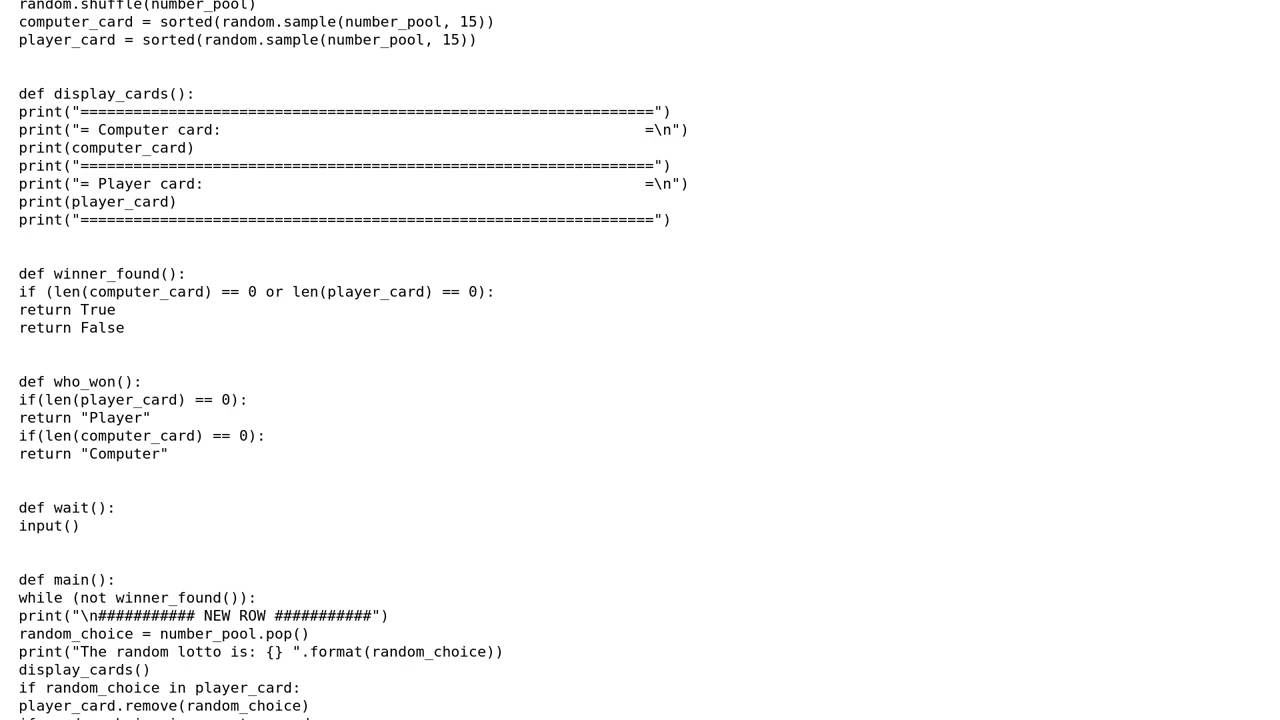 random.shuffle(number_pool)
computer_card = sorted(random.sample(number_pool, 15))
player_card = sorted(random.sample(number_pool, 15))
def display_cards():
print("=================================================================")
print("= Computer card:                                                =\n")
print(computer_card)
print("=================================================================")
print("= Player card:                                                  =\n")
print(player_card)
print("=================================================================")
def winner_found():
if (len(computer_card) == 0 or len(player_card) == 0):
return True
return False
def who_won():
if(len(player_card) == 0):
return "Player"
if(len(computer_card) == 0):
return "Computer"
def wait():
input()
def main():
while (not winner_found()):
print("\n########### NEW ROW ###########")
random_choice = number_pool.pop()
print("The random lotto is: {} ".format(random_choice))
display_cards()
if random_choice in player_card:
player_card.remove(random_choice)